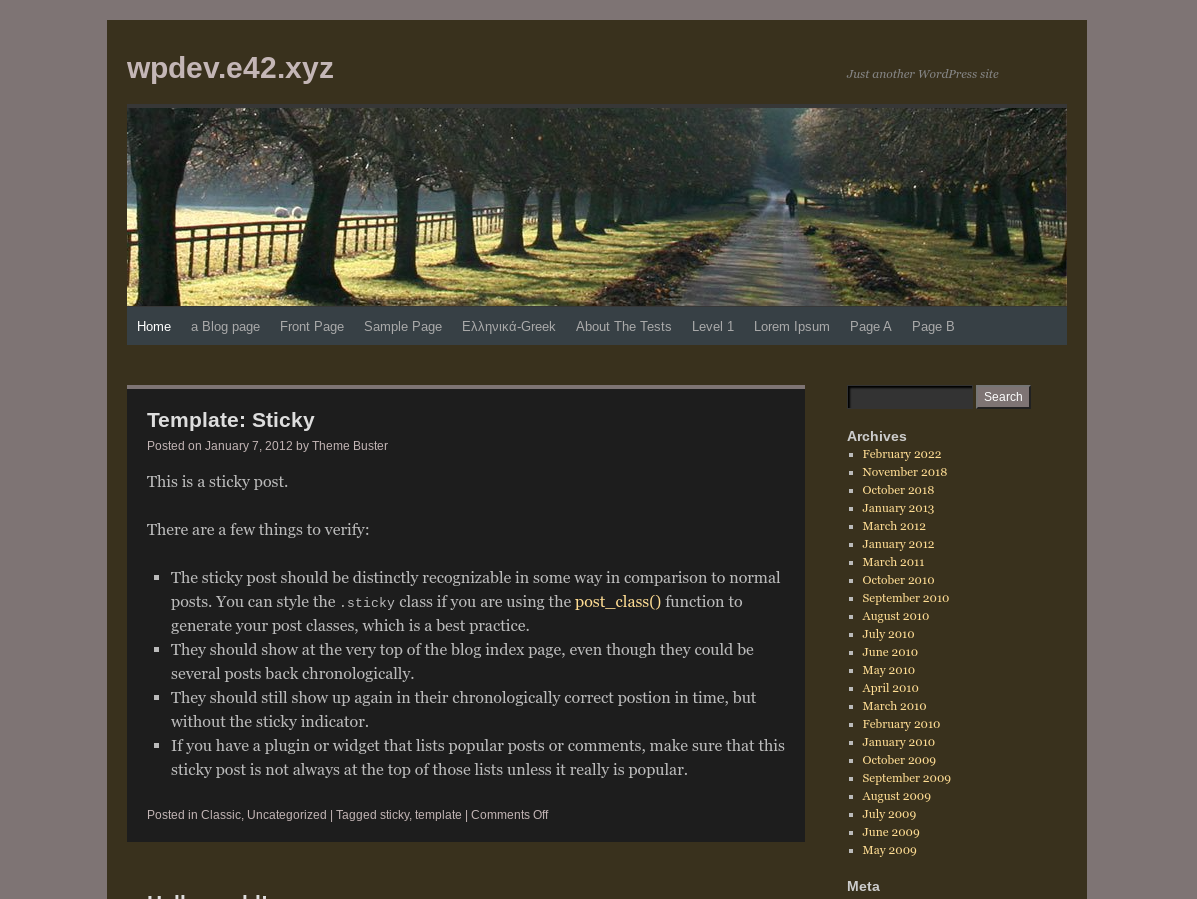 wpdev.e42.xyz
Just another WordPress site
Home a Blog page Front Page Sample Page Ελληνικά-Greek About The Tests Level 1 Lorem Ipsum Page A Page B
Template: Sticky
Posted on January 7, 2012 by Theme Buster
This is a sticky post.
There are a few things to verify:
The sticky post should be distinctly recognizable in some way in comparison to normal
posts. You can style the .sticky class if you are using the post_class() function to
generate your post classes, which is a best practice.
They should show at the very top of the blog index page, even though they could be
several posts back chronologically.
They should still show up again in their chronologically correct postion in time, but
without the sticky indicator.
If you have a plugin or widget that lists popular posts or comments, make sure that this
sticky post is not always at the top of those lists unless it really is popular.
Posted in Classic, Uncategorized | Tagged sticky, template | Comments Off
Search
Archives
February 2022
November 2018
October 2018
January 2013
March 2012
January 2012
March 2011
October 2010
September 2010
August 2010
July 2010
June 2010
May 2010
April 2010
March 2010
February 2010
January 2010
October 2009
September 2009
August 2009
July 2009
June 2009
May 2009
Meta